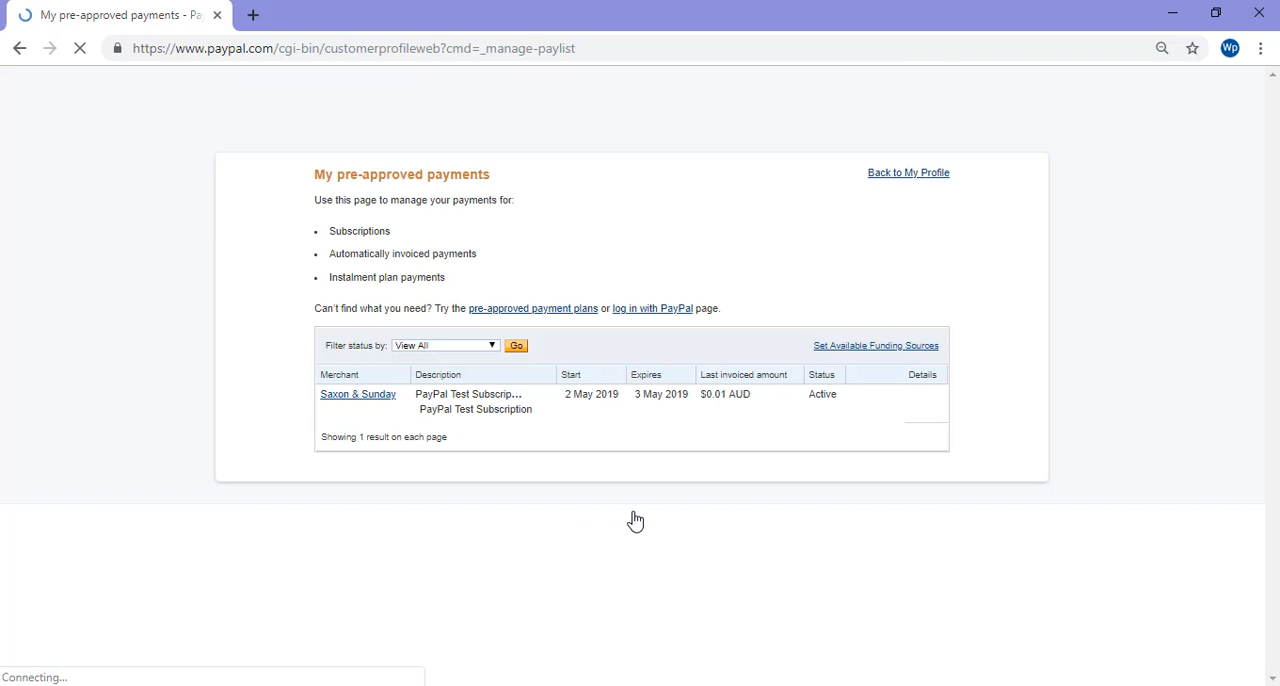 My pre-approved payments - Pa
https://www.paypal.com/cgi-bin/customerprofileweb?cmd=_manage-paylist
Wp
My pre-approved payments
Back to My Profile
Use this page to manage your payments for:
• Subscriptions
• Automatically invoiced payments
• Instalment plan payments
Can't find what you need? Try the pre-approved payment plans or log in with PayPal page.
Filter status by: View All Go Set Available Funding Sources
Merchant Description Start Expires Last invoiced amount Status Details
Saxon & Sunday PayPal Test Subscrip... 2 May 2019 3 May 2019 $0.01 AUD Active
PayPal Test Subscription
Showing 1 result on each page
Connecting...